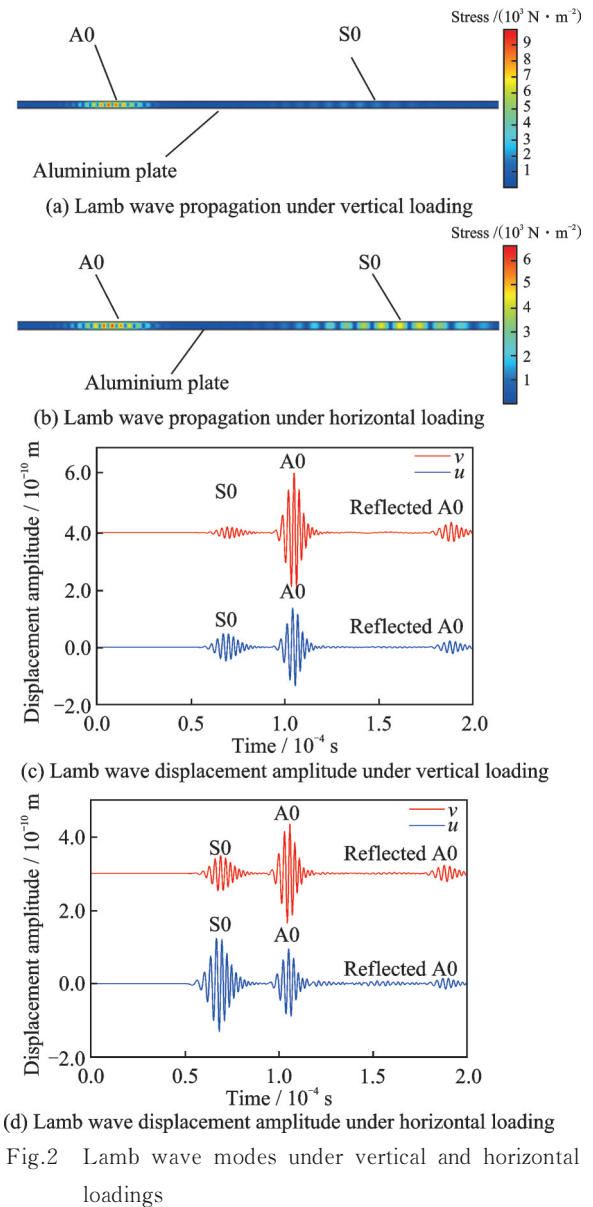 Stress /(10³ N · m⁻²)
A0
S0
9
8
7
6
5
4
3
2
1
Aluminium plate
(a) Lamb wave propagation under vertical loading
Stress /(10³ N · m⁻²)
A0
S0
6
5
4
3
2
1
Aluminium plate
(b) Lamb wave propagation under horizontal loading
Displacement amplitude / 10⁻¹⁰ m
6.0
4.0
2.0
0.0
−2.0
A0
v
u
S0
Reflected A0
A0
S0
Reflected A0
0.0 0.5 1.0 1.5 2.0
Time / 10⁻⁴ s
(c) Lamb wave displacement amplitude under vertical loading
Displacement amplitude / 10⁻¹⁰ m
4.0
2.0
0.0
−2.0
A0
v
u
S0
Reflected A0
S0
A0
Reflected A0
0.0 0.5 1.0 1.5 2.0
Time / 10⁻⁴ s
(d) Lamb wave displacement amplitude under horizontal loading
Fig.2 Lamb wave modes under vertical and horizontal
loadings